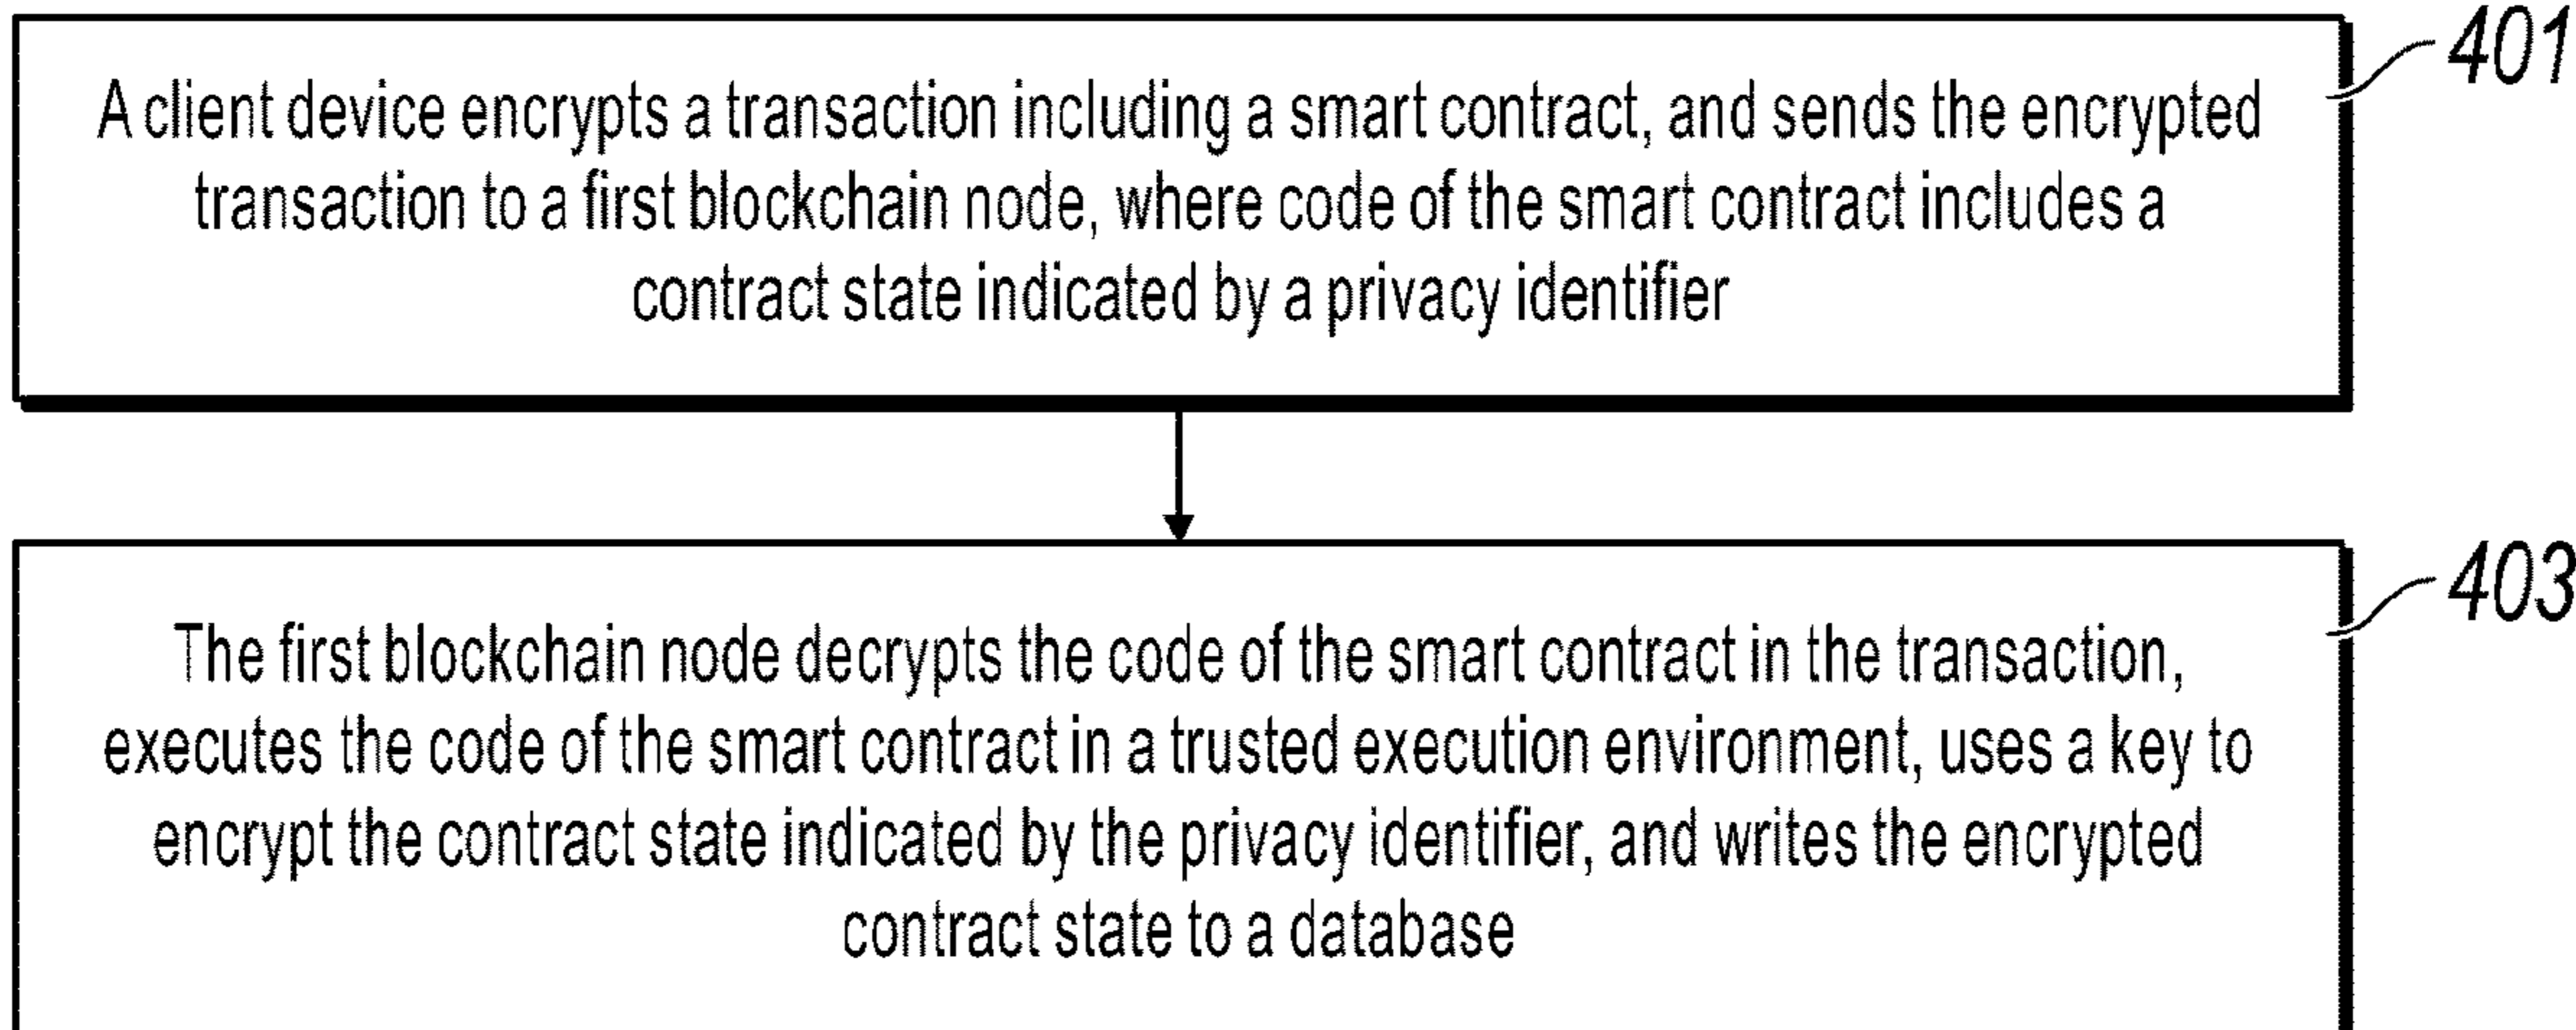 401
A client device encrypts a transaction including a smart contract, and sends the encrypted
transaction to a first blockchain node, where code of the smart contract includes a
contract state indicated by a privacy identifier
403
The first blockchain node decrypts the code of the smart contract in the transaction,
executes the code of the smart contract in a trusted execution environment, uses a key to
encrypt the contract state indicated by the privacy identifier, and writes the encrypted
contract state to a database